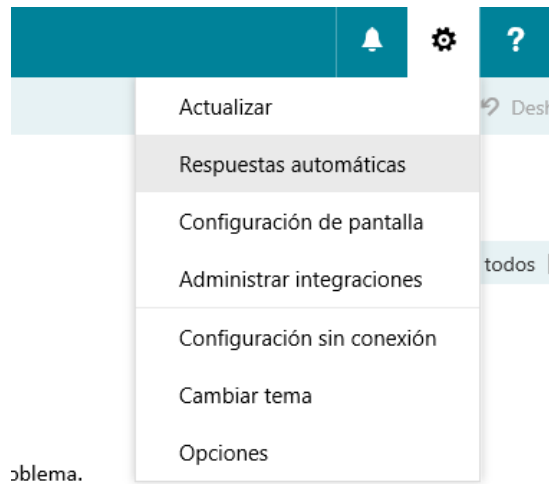 ?
Actualizar
Desh
Respuestas automáticas
Configuración de pantalla
Administrar integraciones
todos
Configuración sin conexión
Cambiar tema
Opciones
oblema.